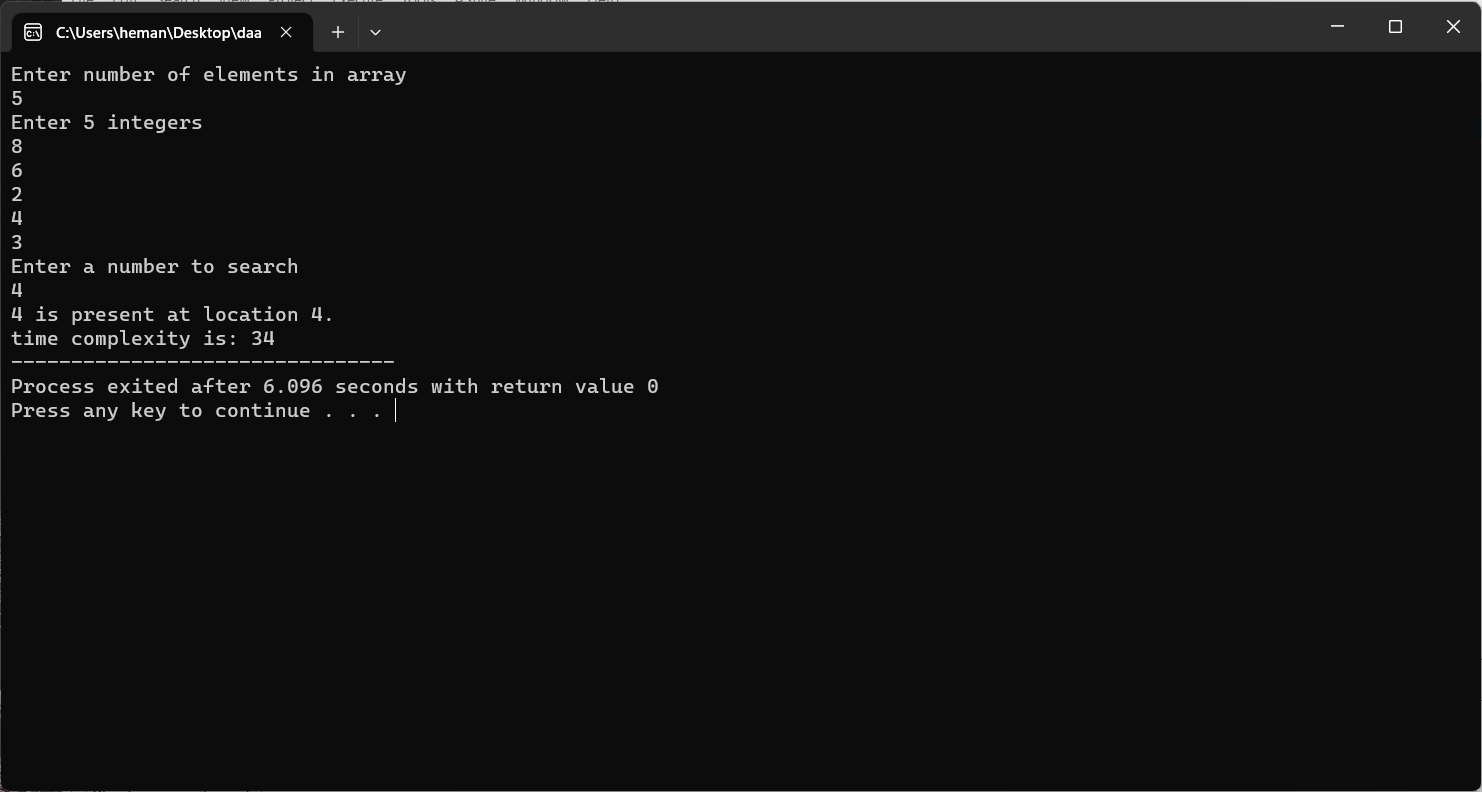 C:\Users\heman\Desktop\daa
Enter number of elements in array
5
Enter 5 integers
8
6
2
4
3
Enter a number to search
4
4 is present at location 4.
time complexity is: 34
--------------------------------
Process exited after 6.096 seconds with return value 0
Press any key to continue . . .